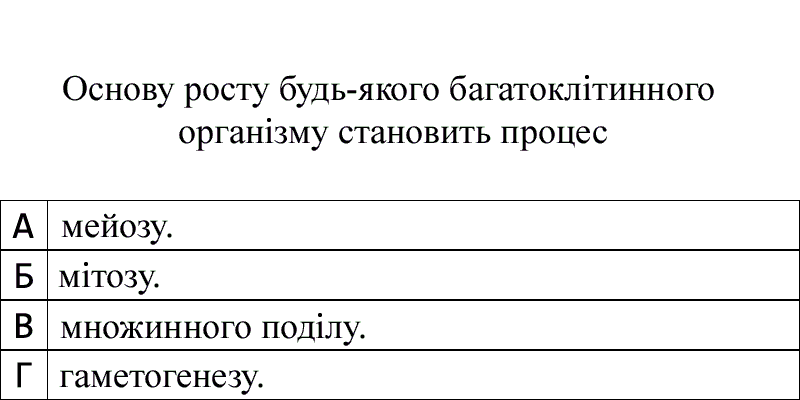 Основу росту будь-якого багатоклітинного
організму становить процес
А мейозу.
Б мітозу.
В множинного поділу.
Г гаметогенезу.